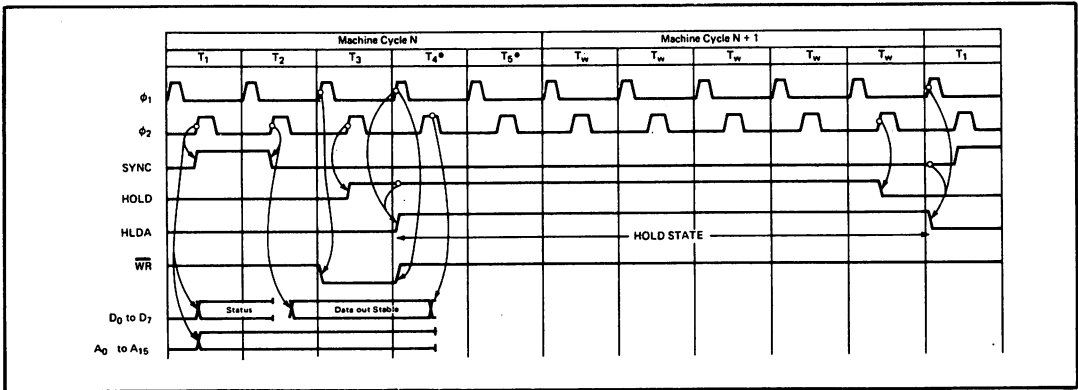 Machine Cycle N Machine Cycle N + 1
T1 T2 T3 T4* T5* Tw Tw Tw Tw Tw T1
ϕ1
ϕ2
SYNC
HOLD
HLDA
HOLD STATE
WR
Status Data out Stable
D0 to D7
A0 to A15